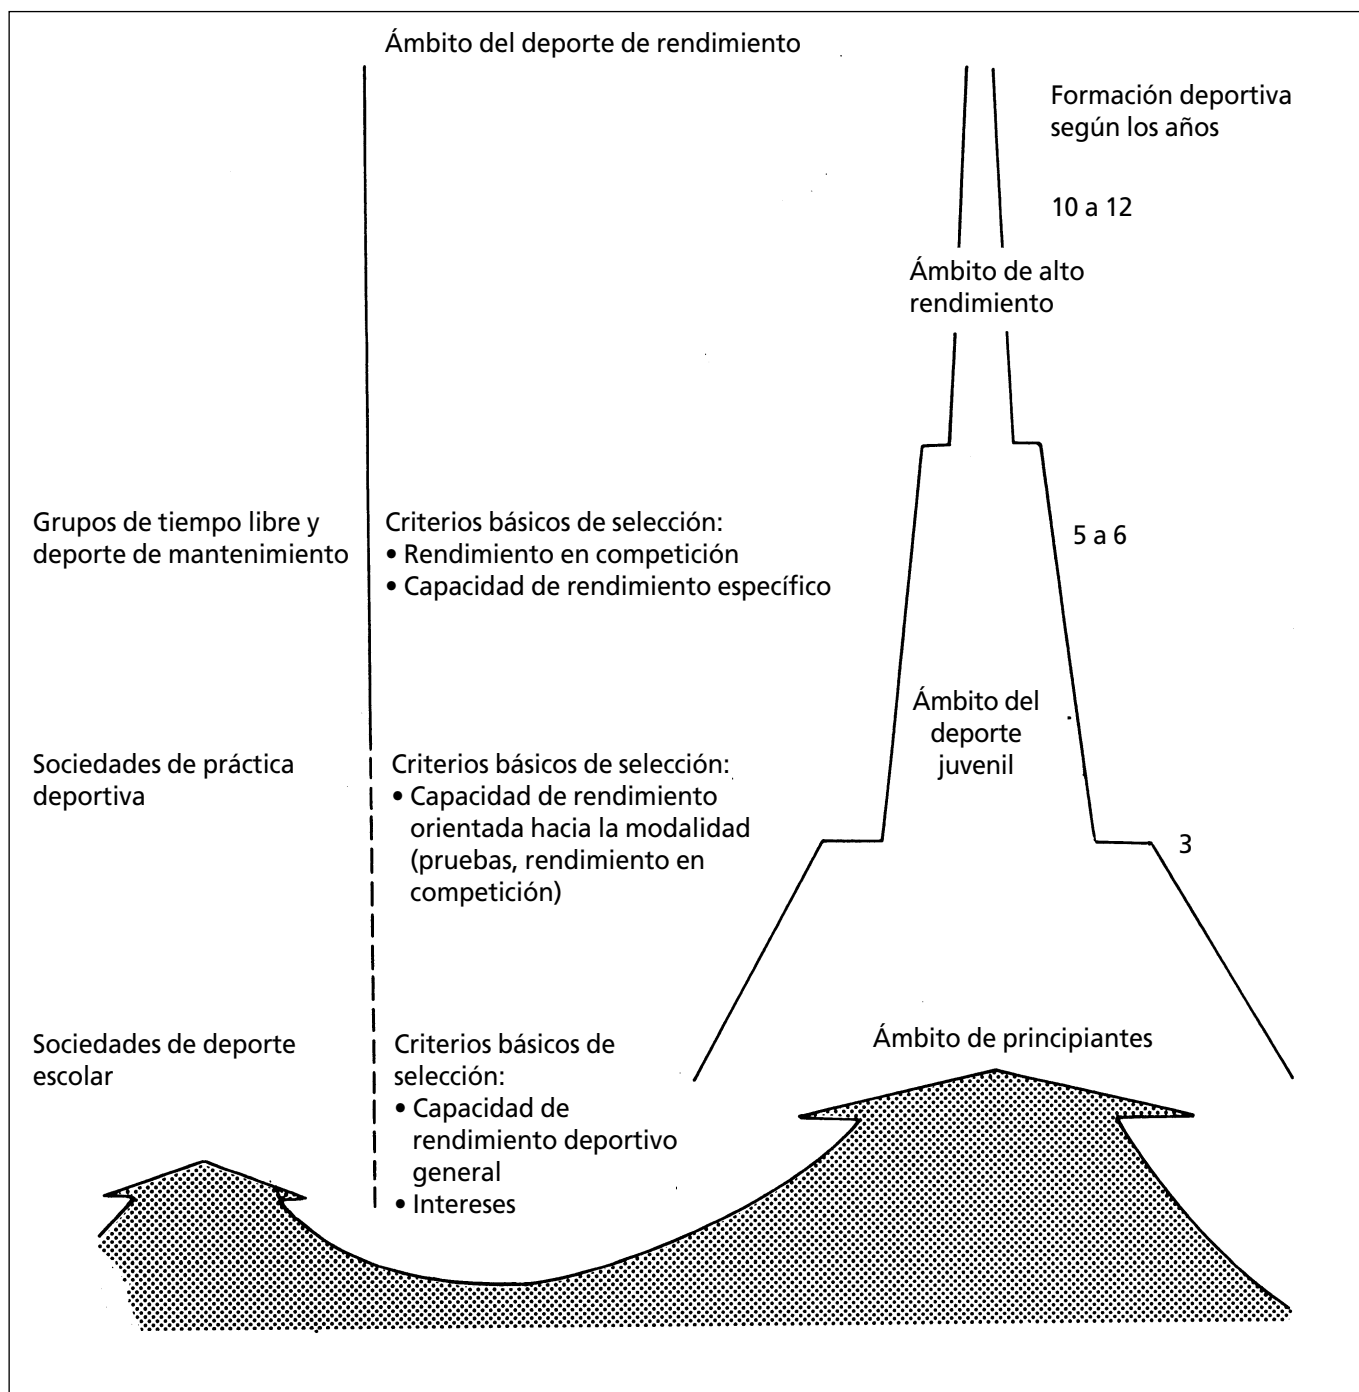 Ámbito del deporte de rendimiento
Formación deportiva
según los años
10 a 12
Ámbito de alto
rendimiento
Grupos de tiempo libre y
deporte de mantenimiento
Criterios básicos de selección:
• Rendimiento en competición
• Capacidad de rendimiento específico
5 a 6
Ámbito del
deporte
juvenil
Sociedades de práctica
deportiva
Criterios básicos de selección:
• Capacidad de rendimiento
orientada hacia la modalidad
(pruebas, rendimiento en
competición)
3
Sociedades de deporte
escolar
Criterios básicos de
selección:
• Capacidad de
rendimiento deportivo
general
• Intereses
Ámbito de principiantes